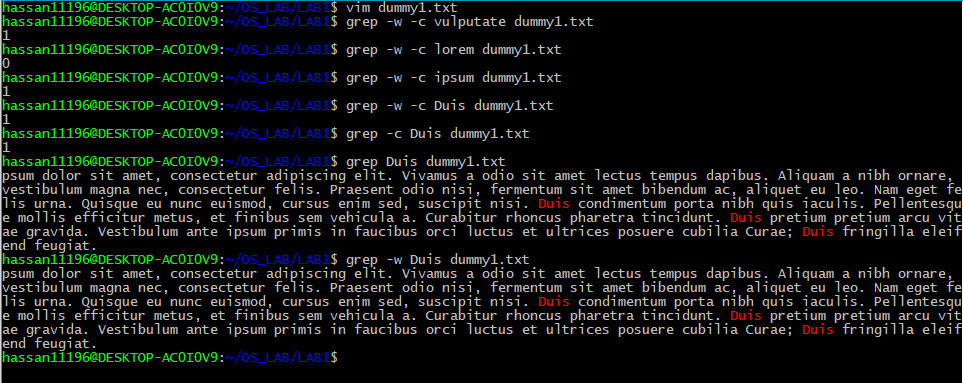 hassan11196@DESKTOP-AC0I0V9:~/OS_LAB/LAB1$ vim dummy1.txt
hassan11196@DESKTOP-AC0I0V9:~/OS_LAB/LAB1$ grep -w -c vulputate dummy1.txt
1
hassan11196@DESKTOP-AC0I0V9:~/OS_LAB/LAB1$ grep -w -c lorem dummy1.txt
0
hassan11196@DESKTOP-AC0I0V9:~/OS_LAB/LAB1$ grep -w -c ipsum dummy1.txt
1
hassan11196@DESKTOP-AC0I0V9:~/OS_LAB/LAB1$ grep -w -c Duis dummy1.txt
1
hassan11196@DESKTOP-AC0I0V9:~/OS_LAB/LAB1$ grep -c Duis dummy1.txt
1
hassan11196@DESKTOP-AC0I0V9:~/OS_LAB/LAB1$ grep Duis dummy1.txt
psum dolor sit amet, consectetur adipiscing elit. Vivamus a odio sit amet lectus tempus dapibus. Aliquam a nibh ornare,
vestibulum magna nec, consectetur felis. Praesent odio nisi, fermentum sit amet bibendum ac, aliquet eu leo. Nam eget fe
lis urna. Quisque eu nunc euismod, cursus enim sed, suscipit nisi. Duis condimentum porta nibh quis iaculis. Pellentesqu
e mollis efficitur metus, et finibus sem vehicula a. Curabitur rhoncus pharetra tincidunt. Duis pretium pretium arcu vit
ae gravida. Vestibulum ante ipsum primis in faucibus orci luctus et ultrices posuere cubilia Curae; Duis fringilla eleif
end feugiat.
hassan11196@DESKTOP-AC0I0V9:~/OS_LAB/LAB1$ grep -w Duis dummy1.txt
psum dolor sit amet, consectetur adipiscing elit. Vivamus a odio sit amet lectus tempus dapibus. Aliquam a nibh ornare,
vestibulum magna nec, consectetur felis. Praesent odio nisi, fermentum sit amet bibendum ac, aliquet eu leo. Nam eget fe
lis urna. Quisque eu nunc euismod, cursus enim sed, suscipit nisi. Duis condimentum porta nibh quis iaculis. Pellentesqu
e mollis efficitur metus, et finibus sem vehicula a. Curabitur rhoncus pharetra tincidunt. Duis pretium pretium arcu vit
ae gravida. Vestibulum ante ipsum primis in faucibus orci luctus et ultrices posuere cubilia Curae; Duis fringilla eleif
end feugiat.
hassan11196@DESKTOP-AC0I0V9:~/OS_LAB/LAB1$